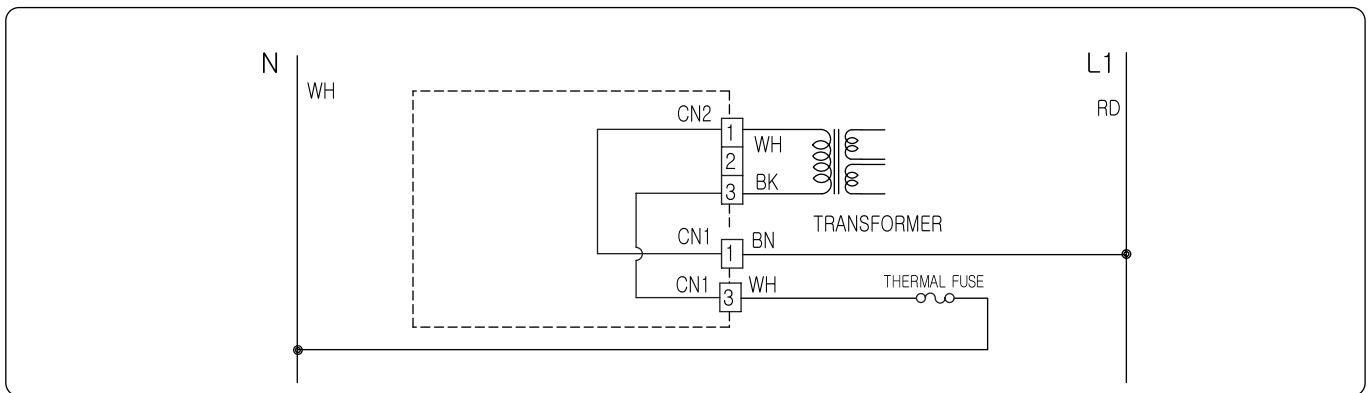 N
L1
WH
RD
CN2
1
WH
2
3
BK
TRANSFORMER
CN1
1
BN
CN1
3
WH
THERMAL FUSE